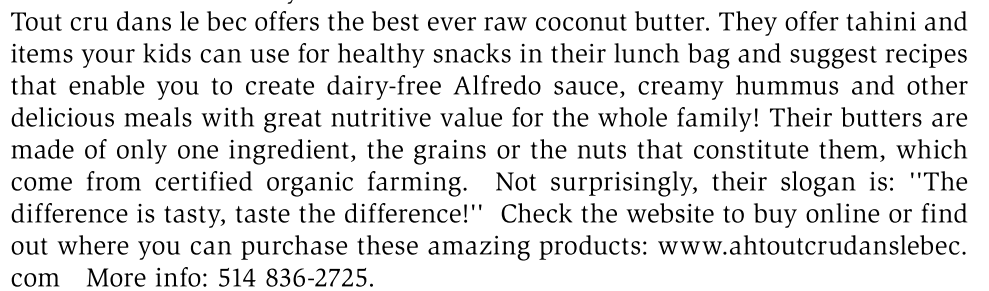 Tout cru dans le bec offers the best ever raw coconut butter. They offer tahini and
items your kids can use for healthy snacks in their lunch bag and suggest recipes
that enable you to create dairy-free Alfredo sauce, creamy hummus and other
delicious meals with great nutritive value for the whole family! Their butters are
made of only one ingredient, the grains or the nuts that constitute them, which
come from certified organic farming.  Not surprisingly, their slogan is: ''The
difference is tasty, taste the difference!''  Check the website to buy online or find
out where you can purchase these amazing products: www.ahtoutcrudanslebec.
com   More info: 514 836-2725.